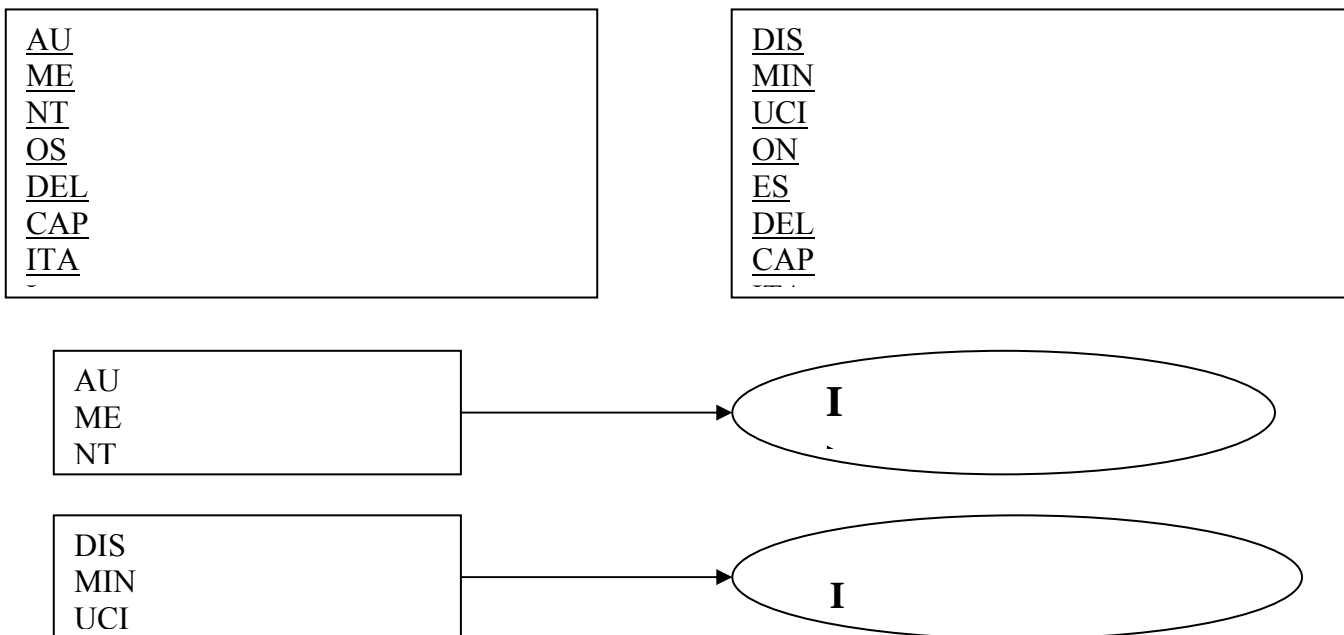 AU
ME
NT
OS
DEL
CAP
ITA
DIS
MIN
UCI
ON
ES
DEL
CAP
AU
ME
NT
I
DIS
MIN
UCI
I